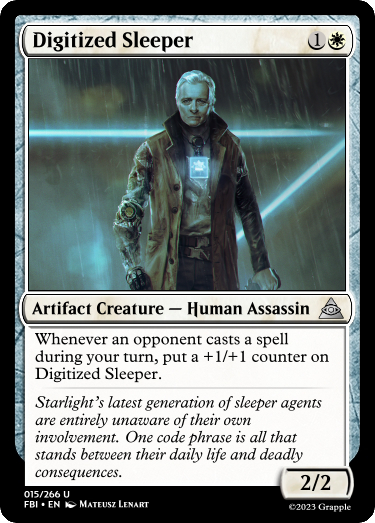 Digitized Sleeper 1
Artifact Creature — Human Assassin
Whenever an opponent casts a spell
during your turn, put a +1/+1 counter on
Digitized Sleeper.
Starlight's latest generation of sleeper agents
are entirely unaware of their own
involvement. One code phrase is all that
stands between their daily life and deadly
consequences.
2/2
015/266 U
FBI • EN Mateusz Lenart
©2023 Grapple